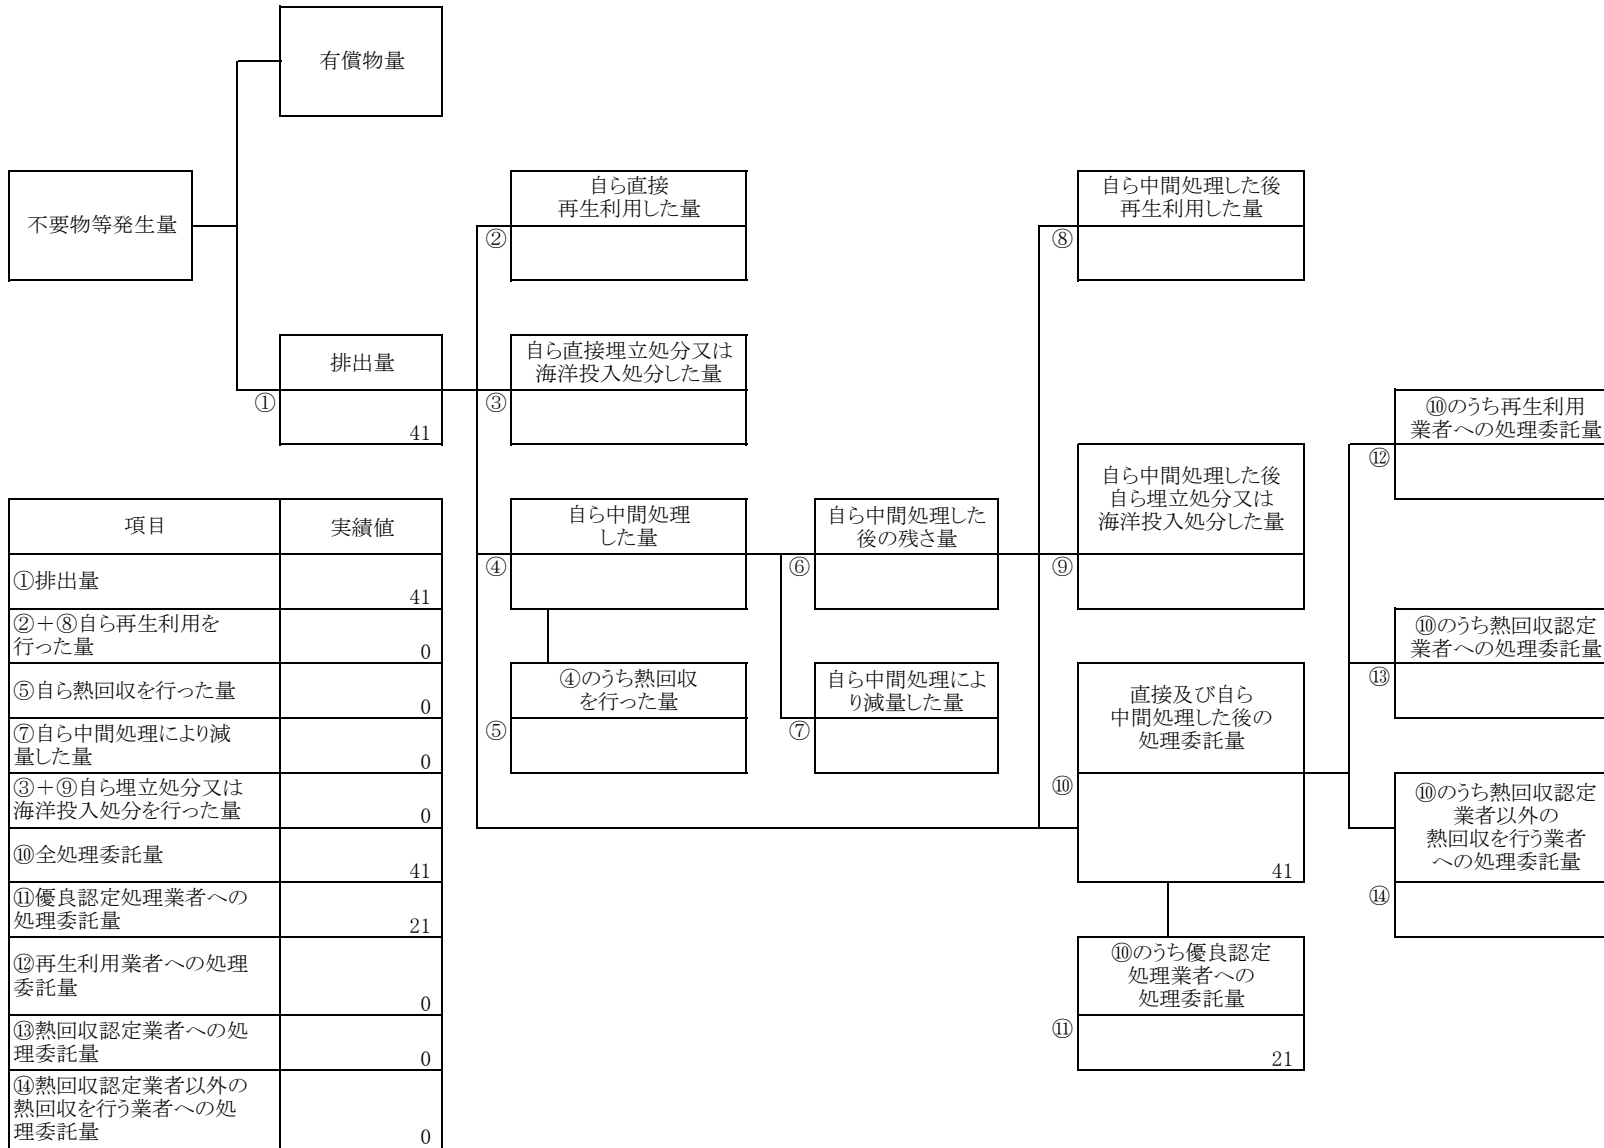 有償物量
不要物等発生量
自ら直接
再生利用した量
②
自ら中間処理した後
再生利用した量
⑧
排出量
①
41
自ら直接埋立処分又は
海洋投入処分した量
③
⑩のうち再生利用
業者への処理委託量
⑫
自ら中間処理
した量
④
自ら中間処理した
後の残さ量
⑥
自ら中間処理した後
自ら埋立処分又は
海洋投入処分した量
⑨
⑩のうち熱回収認定
業者への処理委託量
⑬
④のうち熱回収
を行った量
⑤
自ら中間処理によ
り減量した量
⑦
直接及び自ら
中間処理した後の
処理委託量
⑩
41
⑩のうち熱回収認定
業者以外の
熱回収を行う業者
への処理委託量
⑭
⑩のうち優良認定
処理業者への
処理委託量
⑪
21
項目
実績値
①排出量
41
②+⑧自ら再生利用を
行った量
0
⑤自ら熱回収を行った量
0
⑦自ら中間処理により減
量した量
0
③+⑨自ら埋立処分又は
海洋投入処分を行った量
0
⑩全処理委託量
41
⑪優良認定処理業者への
処理委託量
21
⑫再生利用業者への処理
委託量
0
⑬熱回収認定業者への処
理委託量
0
⑭熱回収認定業者以外の
熱回収を行う業者への処
理委託量
0